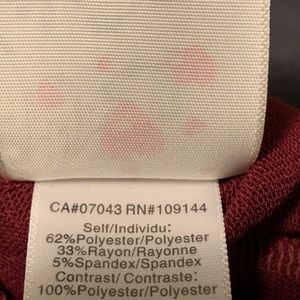 CA#07043 RN#109144
Self/Individu:
62%Polyester/Polyester
33%Rayon/Rayonne
5%Spandex/Spandex
Contrast/Contraste:
100%Polyester/Polyester